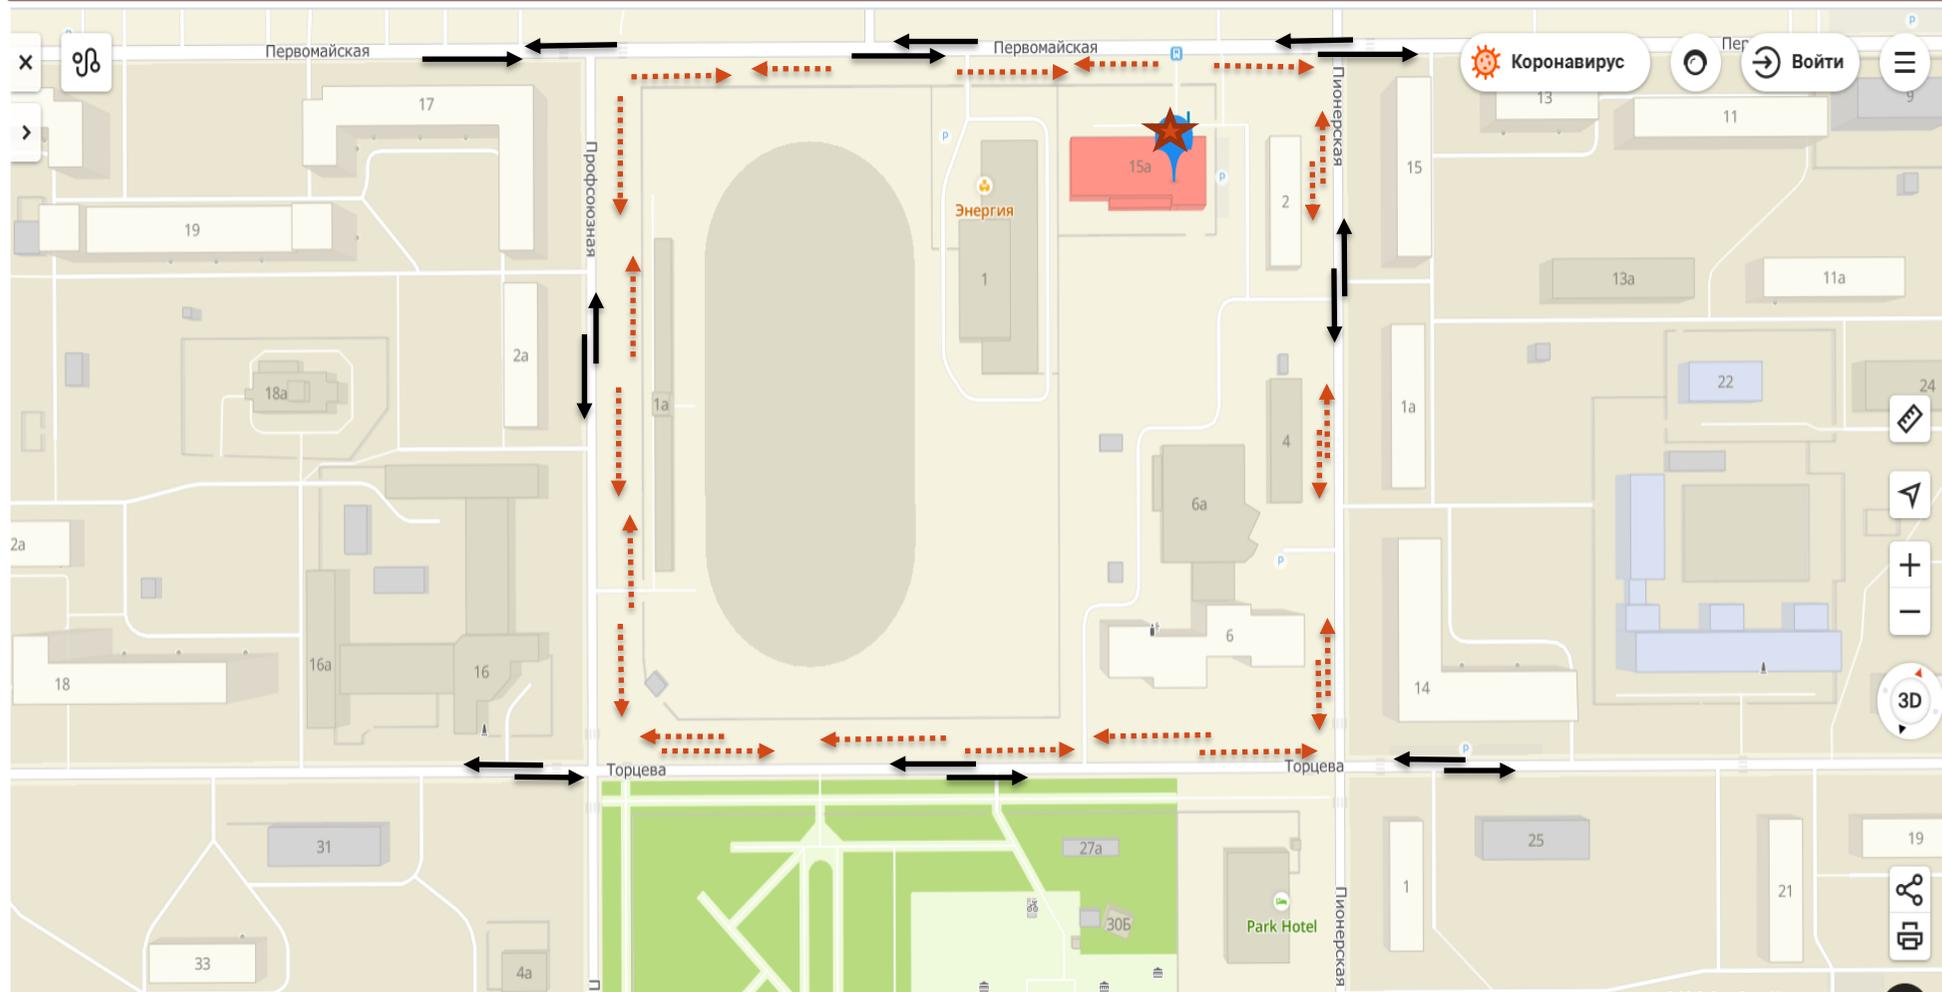 Первомайская
Первомайская
Пер
Коронавирус
Войти
17
13
11
9
Пионерская
Профсоюзная
15а
15
2
Энергия
19
1
13а
11а
2а
18а
1а
1а
22
24
4
6а
2а
6
16а
16
18
14
3D
Торцева
Торцева
31
27а
25
19
1
21
30Б
Park Hotel
Пионерская
33
4а
П
P
P
P
P
P